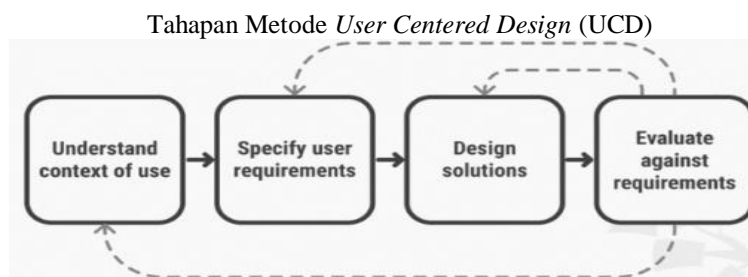 Tahapan Metode User Centered Design (UCD)
Understand
context of use
Specify user
requirements
Design
solutions
Evaluate
against
requirements